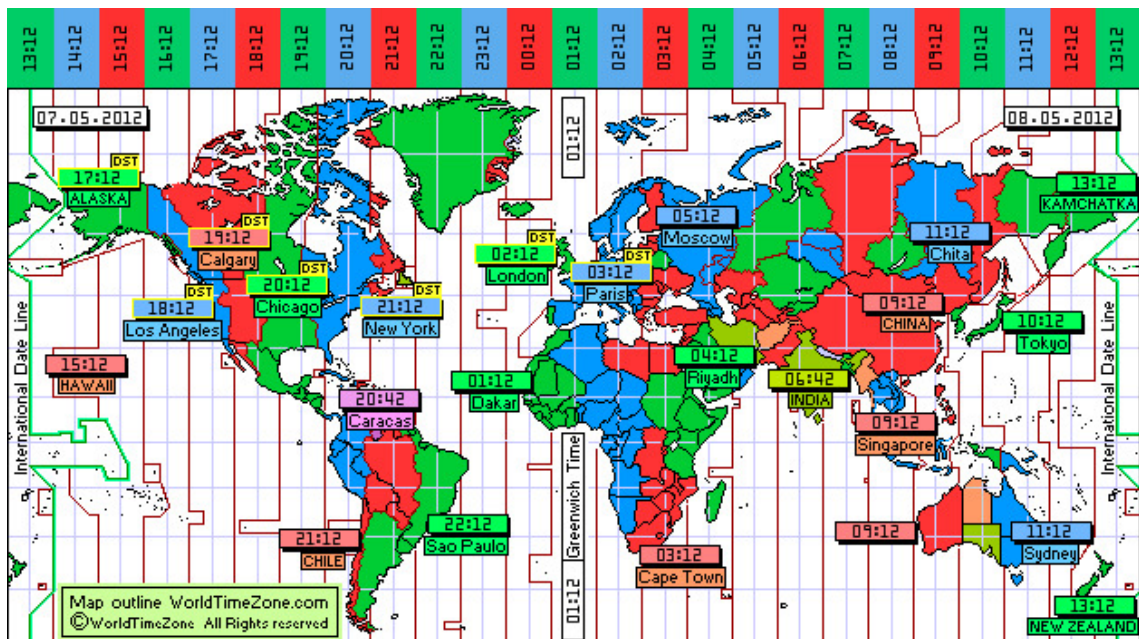 13:12 14:12 15:12 16:12 17:12 18:12 19:12 20:12 21:12 22:12 23:12 00:12 01:12 02:12 03:12 04:12 05:12 06:12 07:12 08:12 09:12 10:12 11:12 12:12 13:12
07.05.2012
01:12
08.05.2012
DST
17:12
ALASKA
13:12
KAMCHATKA
DST
19:12
Calgary
05:12
Moscow
11:12
Chita
DST
02:12
London
DST
03:12
Paris
DST
20:12
Chicago
DST
18:12
Los Angeles
DST
21:12
New York
09:12
CHINA
10:12
Tokyo
International Date Line
International Date Line
15:12
HAWAII
04:12
Riyadh
06:42
INDIA
01:12
Dakar
20:42
Caracas
09:12
Singapore
Greenwich Time
22:12
Sao Paulo
21:12
CHILE
03:12
Cape Town
09:12
11:12
Sydney
01:12
13:12
NEW ZEALAND
Map outline WorldTimeZone.com
©WorldTimeZone All Rights reserved